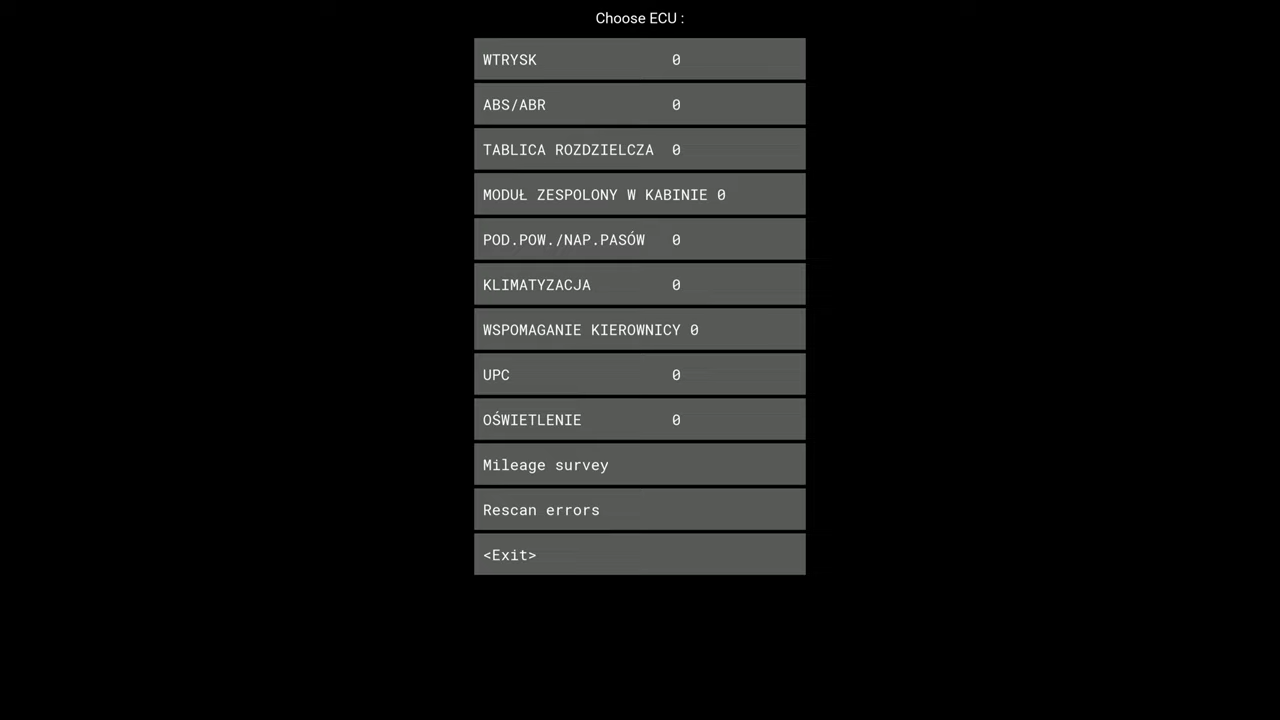 Choose ECU :
WTRYSK 0
ABS/ABR 0
TABLICA ROZDZIELCZA 0
MODUŁ ZESPOLONY W KABINIE 0
POD.POW./NAP.PASÓW 0
KLIMATYZACJA 0
WSPOMAGANIE KIEROWNICY 0
UPC 0
OŚWIETLENIE 0
Mileage survey
Rescan errors
<Exit>